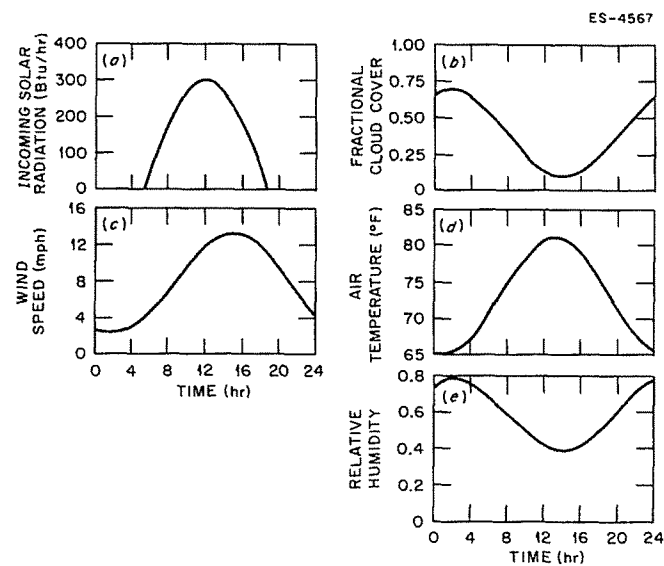 ES-4567
(a)
INCOMING SOLAR
RADIATION (Btu/hr)
400
300
200
100
0
(b)
FRACTIONAL
CLOUD COVER
1.00
0.75
0.50
0.25
0
(c)
WIND
SPEED (mph)
16
12
8
4
0
0 4 8 12 16 20 24
TIME (hr)
(d)
AIR
TEMPERATURE (°F)
85
80
75
70
65
(e)
RELATIVE
HUMIDITY
0.8
0.6
0.4
0.2
0
0 4 8 12 16 20 24
TIME (hr)